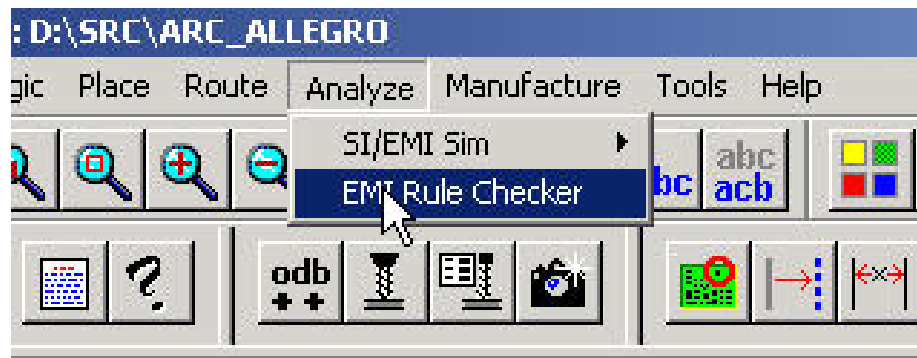 : D:\SRC\ARC_ALLEGRO
gic Place Route Analyze Manufacture Tools Help
SI/EMI Sim
EMI Rule Checker
bc abc
acb
odb
++
?
x